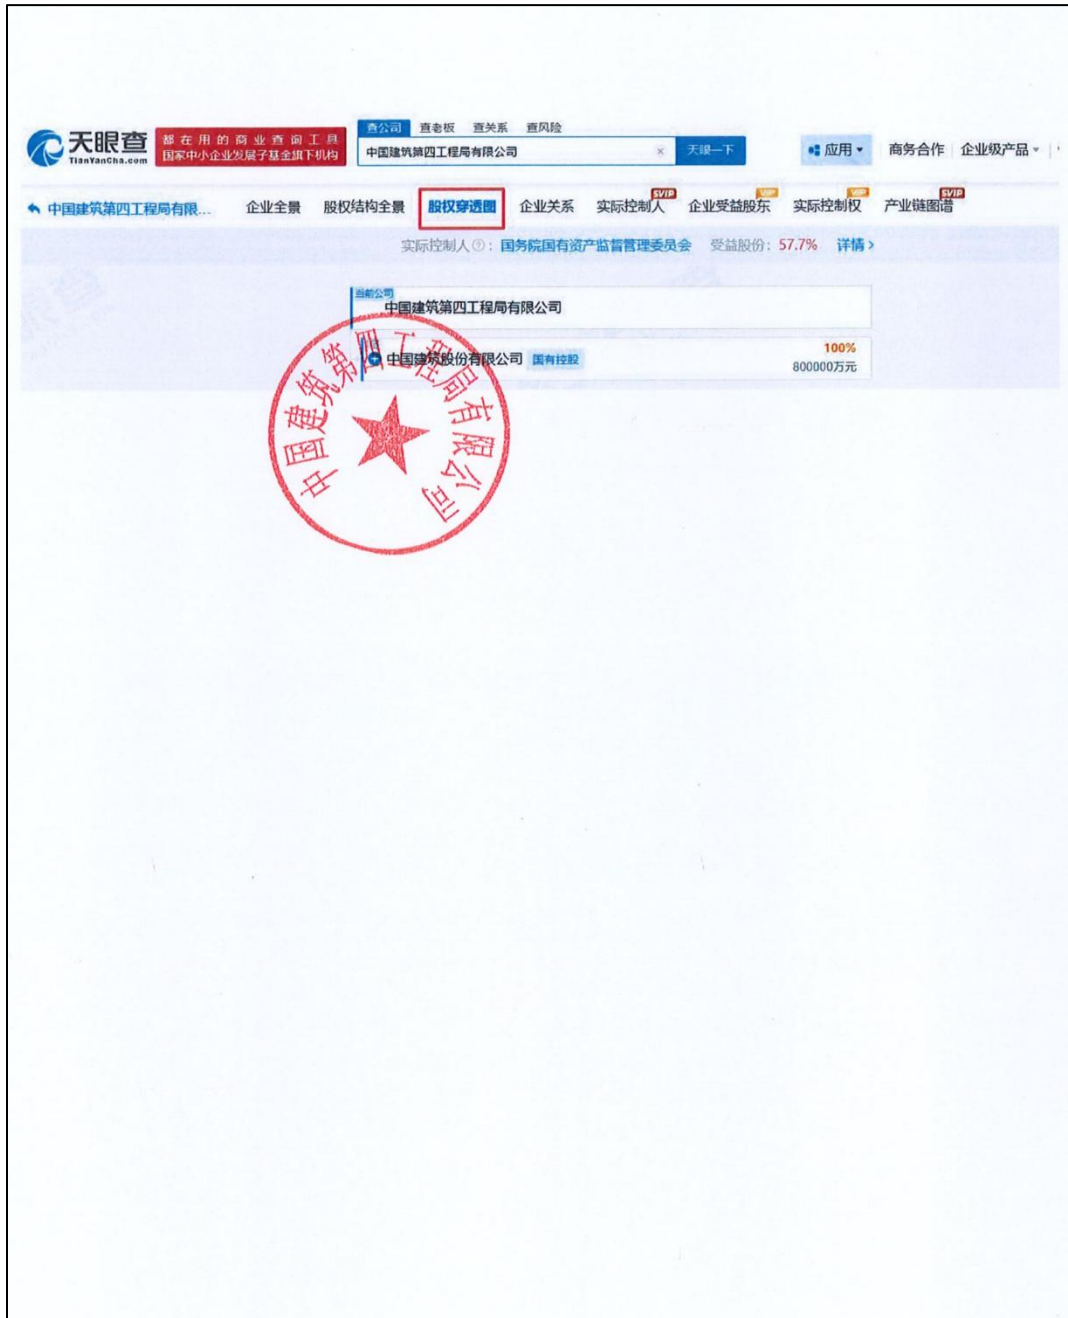 查公司 查老板 查关系 查风险
天眼查
TianYanCha.com
都在用的商业查询工具
国家中小企业发展子基金旗下机构
中国建筑第四工程局有限公司 × 天眼一下
应用 商务合作 企业级产品
中国建筑第四工程局有限... 企业全景 股权结构全景 股权穿透图 企业关系 实际控制人 SVIP 企业受益股东 VIP 实际控制权 VIP 产业链图谱 SVIP
实际控制人?: 国务院国有资产监督管理委员会 受益股份: 57.7% 详情 >
当前公司
中国建筑第四工程局有限公司
中国建筑股份有限公司 国有控股 100%
800000万元
中国建筑第四工程局有限公司